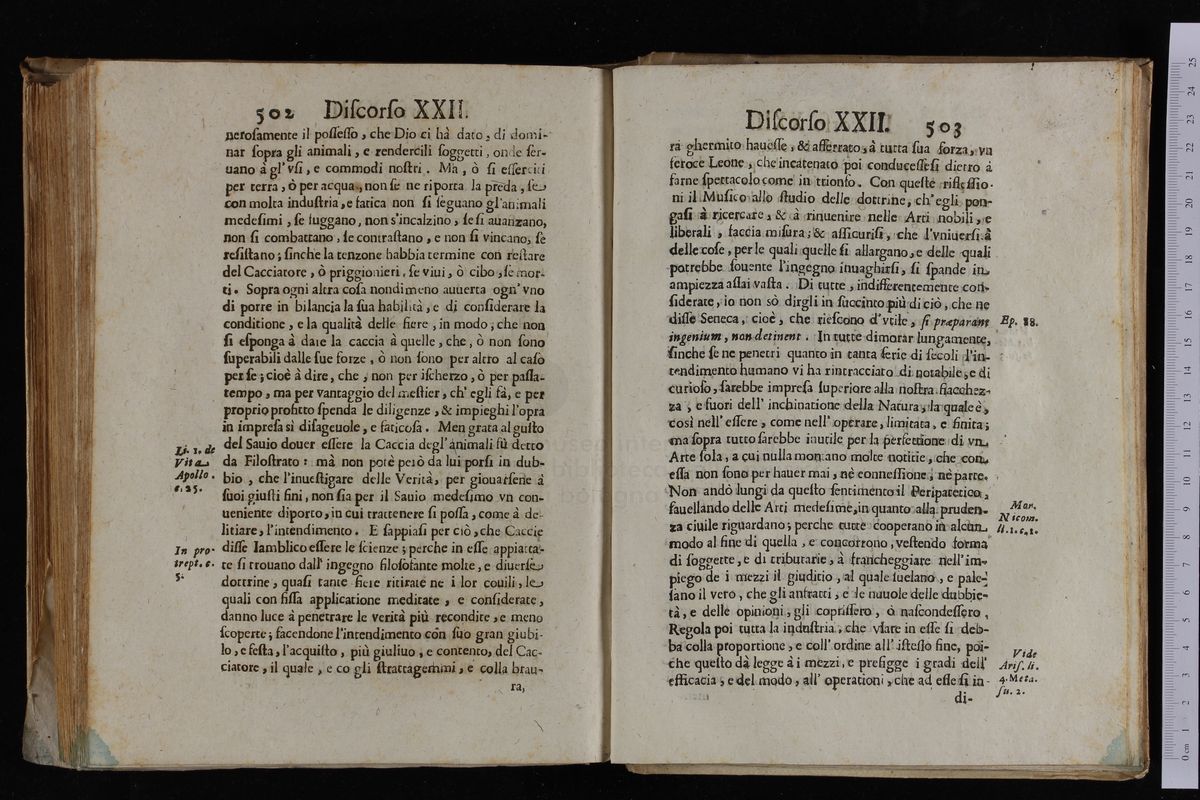 502 Diſcorſo XXII.
neroſamente il poſſeſſo, che Dio ci hà dato, di domi-
nar ſopra gli animali, e rendercili ſoggetti, onde ſer-
uano à gl'vſi, e commodi noſtri. Ma, ò ſi eſſerciti
per terra, ò per acqua, non ſe ne riporta la preda, ſe
con molta induſtria, e fatica non ſi ſeguano gl'animali
medeſimi, ſe fuggano, non s'incalzino, ſe ſi auanzano,
non ſi combattano, ſe contraſtano, e non ſi vincano, ſe
reſiſtano; ſinche la tenzone habbia termine con reſtare
del Cacciatore, ò priggionieri, ſe viui, ò cibo, ſe mor-
ti. Sopra ogni altra coſa nondimeno auuerta ogn'vno
di porre in bilancia la ſua habilità, e di conſiderare la
conditione, e la qualità delle fiere; in modo; che non
ſi eſponga à dare la caccia à quelle, che, ò non ſono
ſuperabili dalle ſue forze, ò non ſono per altro al caſo
per ſe; cioè à dire, che, non per iſcherzo, ò per paſſa-
tempo, ma per vantaggio del meſtier, ch'egli fà, e per
proprio profitto ſpenda le diligenze, & impieghi l'opra
in impreſa sì diſageuole, e faticoſa. Men grata al guſto
del Sauio douer eſſere la Caccia degl'animali fù detto
da Filoſtrato: mà non potè però da lui porſi in dub-
bio, che l'inueſtigare delle Verità, per giouarſene à
ſuoi giuſti fini, non ſia per il Sauio medeſimo vn con-
ueniente diporto, in cui trattenere ſi poſſa, come à de-
litiare, l'intendimento. E ſappiaſi per ciò, che Caccie
diſſe Iamblico eſſere le ſcienze; perche in eſſe appiatta-
te ſi trouano dall'ingegno filoſofante molte, e diuerſe
dottrine, quaſi tante fiere ritirate ne i lor couili, le
quali con fiſſa applicatione meditate, e conſiderate,
danno luce à penetrare le verità più recondite, e meno
ſcoperte; facendone l'intendimento con ſuo gran giubi-
lo, e feſta, l'acquiſto, più giuliuo, e contento, del Cac-
ciatore, il quale, e co gli ſtrattagemmi, e colla brau-
ra,
Li. 2. de
Vita
Apollo.
c. 25.
In pro-
trept. c.
5.
Diſcorſo XXII. 503
ra ghermito haueſſe, & afferrato, à tutta ſua forza, vn
feroce Leone, che incatenato poi conduceſſeſi dietro à
farne ſpettacolo come in trionfo. Con queſte rifleſſio-
ni il Muſico allo ſtudio delle dottrine, ch'egli pon-
gaſi à ricercare, & à rinuenire nelle Arti nobili, e
liberali, faccia miſura; & aſſicuriſi, che l'vniuerſità
delle coſe, per le quali quelle ſi allargano, e delle quali
potrebbe ſouente l'ingegno inuaghirſi, ſi ſpande in
ampiezza aſſai vaſta. Di tutte, indifferentemente con-
ſiderate, io non sò dirgli in ſuccinto più di ciò, che ne
diſſe Seneca, cioè, che rieſcono d'vtile, ſi præparant
ingenium, non detinent. In tutte dimorar lungamente,
ſinche ſe ne penetri quanto in tanta ſerie di ſecoli l'in-
tendimento humano vi ha rintracciato di notabile, e di
curioſo, ſarebbe impreſa ſuperiore alla noſtra fiacchez-
za, e fuori dell'inchinatione della Natura, la quale è,
così nell'eſſere, come nell'operare, limitata, e finita;
ma ſopra tutto ſarebbe inutile per la perfettione di vn
Arte ſola, a cui nulla montano molte notitie, che con
eſſa non ſono per hauer mai, nè conneſſione, nè parte.
Non andò lungi da queſto ſentimento il Peripatetico,
fauellando delle Arti medeſime, in quanto alla pruden-
za ciuile riguardano; perche tutte cooperano in alcun
modo al fine di quella, e concorrono, veſtendo forma
di ſoggette, e di tributarie, à francheggiare nell'im-
piego de i mezzi il giuditio, al quale ſuelano, e pale-
ſano il vero, che gli anfratti, e le nuuole delle dubbie-
tà, e delle opinioni, gli copriſſero, ò naſcondeſſero.
Regola poi tutta la induſtria, che vſare in eſſe ſi deb-
ba colla proportione, e coll'ordine all'iſteſſo fine, poi-
che queſto dà legge à i mezzi, e prefigge i gradi dell'
efficacia, e del modo, all'operationi, che ad eſſe ſi in-
di-
Ep. 88.
Mor.
Nicom.
li. 1. c. 1.
Vide
Ariſ. li.
4. Meta.
ſu. 2.